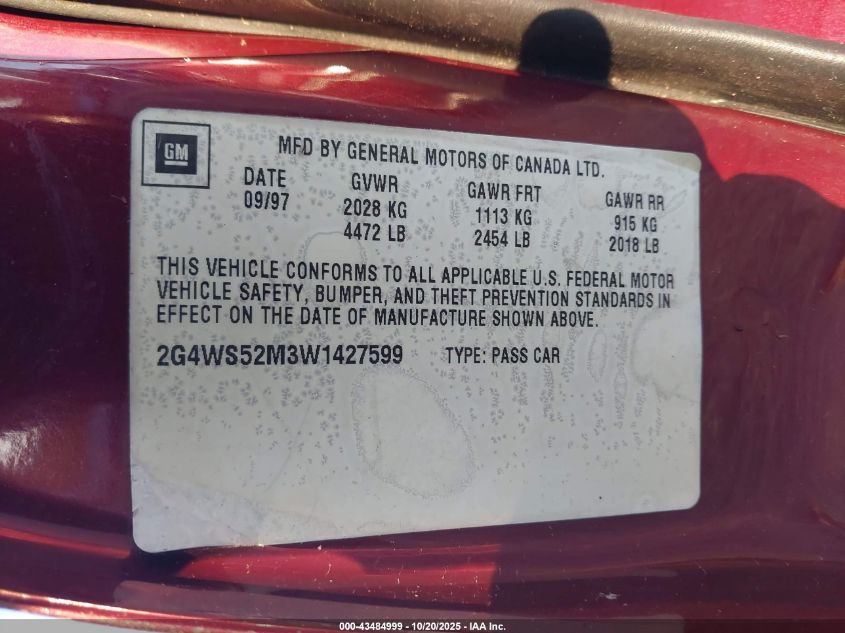 GM
MFD BY GENERAL MOTORS OF CANADA LTD.
DATE GVWR GAWR FRT GAWR RR
09/97 2028 KG 1113 KG 915 KG
4472 LB 2454 LB 2018 LB
THIS VEHICLE CONFORMS TO ALL APPLICABLE U.S. FEDERAL MOTOR
VEHICLE SAFETY, BUMPER, AND THEFT PREVENTION STANDARDS IN
EFFECT ON THE DATE OF MANUFACTURE SHOWN ABOVE.
2G4WS52M3W1427599 TYPE: PASS CAR
000-43484999 | 10/20/2025 - IAA Inc.